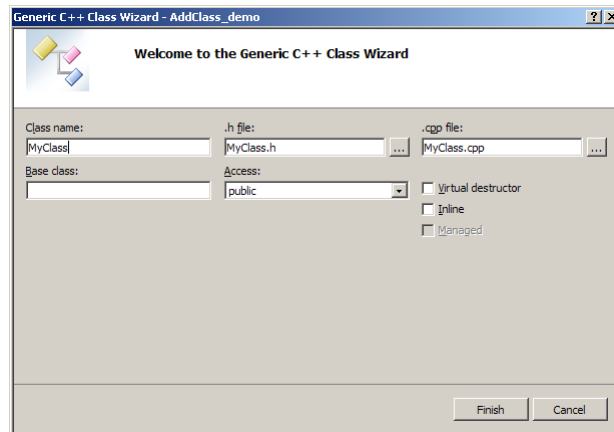 Generic C++ Class Wizard - AddClass_demo
Welcome to the Generic C++ Class Wizard
Class name: .h file: .cpp file:
MyClass MyClass.h ... MyClass.cpp ...
Base class: Access:
public Virtual destructor
Inline
Managed
Finish Cancel